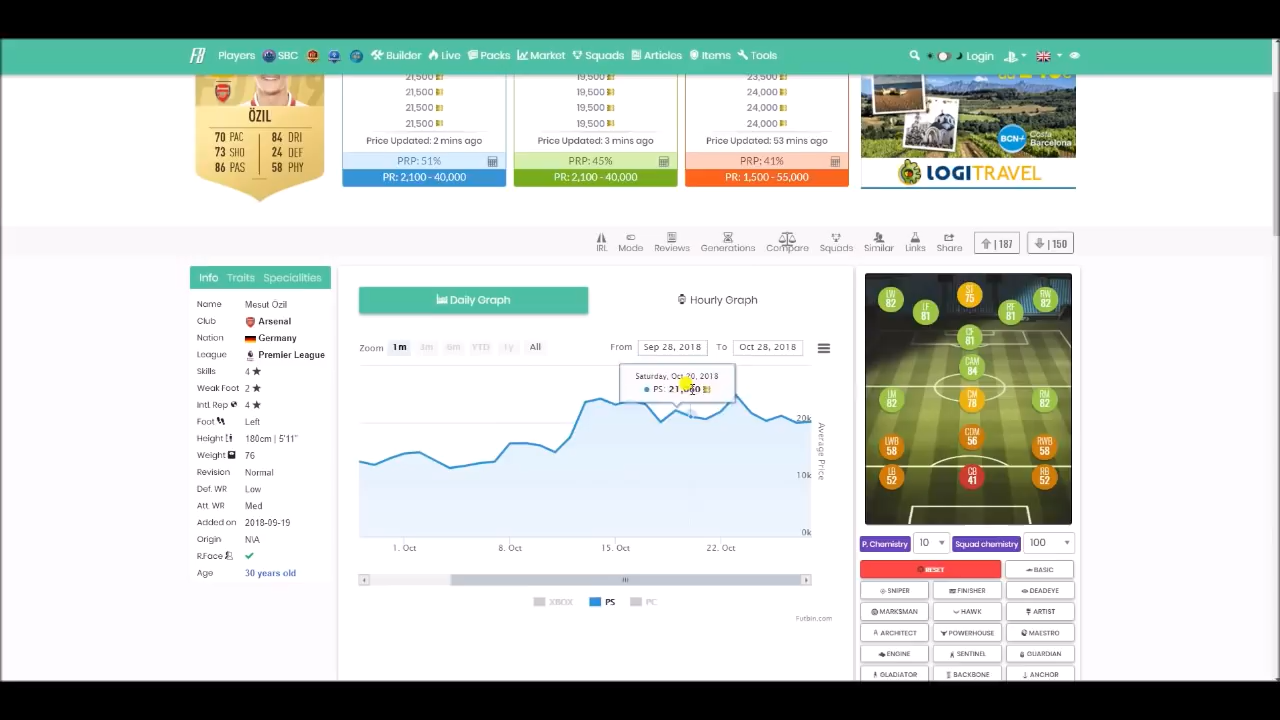 FB Players SBC Builder Live Packs Market Squads Articles Items Tools Login
ÖZIL
70 PAC 84 DRI
73 SHO 24 DEF
86 PAS 58 PHY
21,500
21,500
21,500
21,500
Price Updated: 2 mins ago
PRP: 51%
PR: 2,100 - 40,000
19,500
19,500
19,500
19,500
Price Updated: 3 mins ago
PRP: 45%
PR: 2,100 - 40,000
23,500
24,000
24,000
24,000
Price Updated: 53 mins ago
PRP: 41%
PR: 1,500 - 55,000
BCN+
Costa
Barcelona
LOGITRAVEL
IRL Mode Reviews Generations Compare Squads Similar Links Share | 187 | 150
Info Traits Specialities
Name Mesut Özil
Club Arsenal
Nation Germany
League Premier League
Skills 4
Weak Foot 2
Intl.Rep 4
Foot Left
Height 180cm | 5'11"
Weight 76
Revision Normal
Def. WR Low
Att. WR Med
Added on 2018-09-19
Origin N\A
R.Face
Age 30 years old
Daily Graph Hourly Graph
Zoom 1m 3m 6m YTD 1y All From Sep 28, 2018 To Oct 28, 2018
Saturday, Oct 20, 2018
PS:
20k
10k
0k
Average Price
1. Oct 8. Oct 15. Oct 22. Oct
XBOX PS PC
Futbin.com
ST
75
LW
82
RW
82
LF
81
RF
81
CF
81
CAM
84
LM
82
CM
78
RM
82
CDM
56
LWB
58
RWB
58
LB
52
CB
41
RB
52
P. Chemistry 10 Squad chemistry 100
RESET BASIC
SNIPER FINISHER DEADEYE
MARKSMAN HAWK ARTIST
ARCHITECT POWERHOUSE MAESTRO
ENGINE SENTINEL GUARDIAN
GLADIATOR BACKBONE ANCHOR